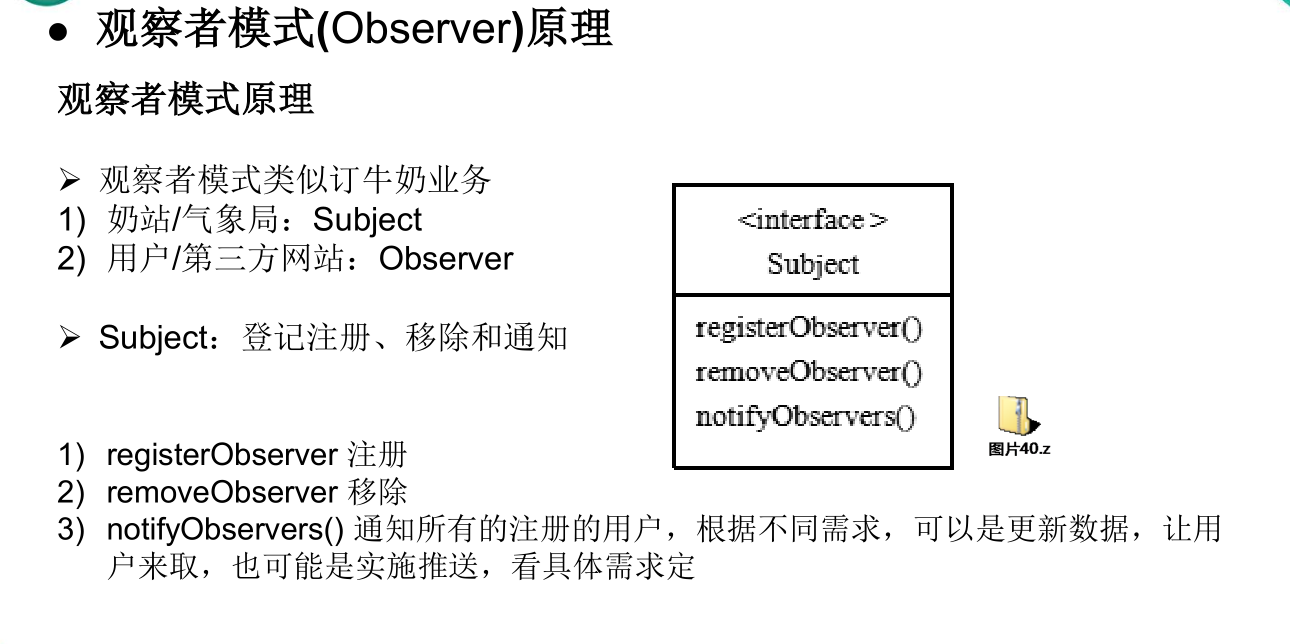 ● 观察者模式(Observer)原理
观察者模式原理
➢ 观察者模式类似订牛奶业务
1) 奶站/气象局：Subject
2) 用户/第三方网站：Observer
➢ Subject：登记注册、移除和通知
1) registerObserver 注册
2) removeObserver 移除
3) notifyObservers() 通知所有的注册的用户，根据不同需求，可以是更新数据，让用
户来取，也可能是实施推送，看具体需求定
<interface >
Subject
registerObserver()
removeObserver()
notifyObservers()
图片40.z